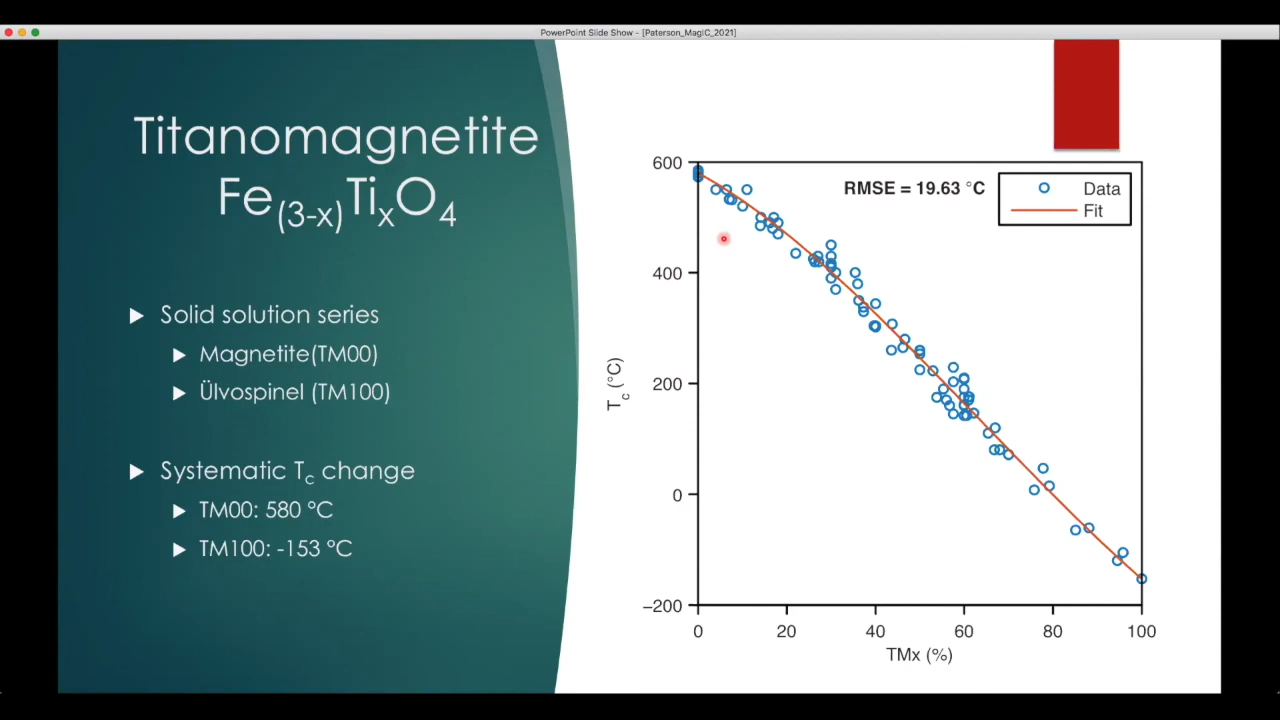 PowerPoint Slide Show - [Paterson_MagIC_2021]
Titanomagnetite
Fe(3-x)TixO4
Solid solution series
Magnetite(TM00)
Ülvospinel (TM100)
Systematic Tc change
TM00: 580 °C
TM100: -153 °C
RMSE = 19.63 °C
Data
Fit
600
400
200
0
−200
Tc (°C)
0 20 40 60 80 100
TMx (%)